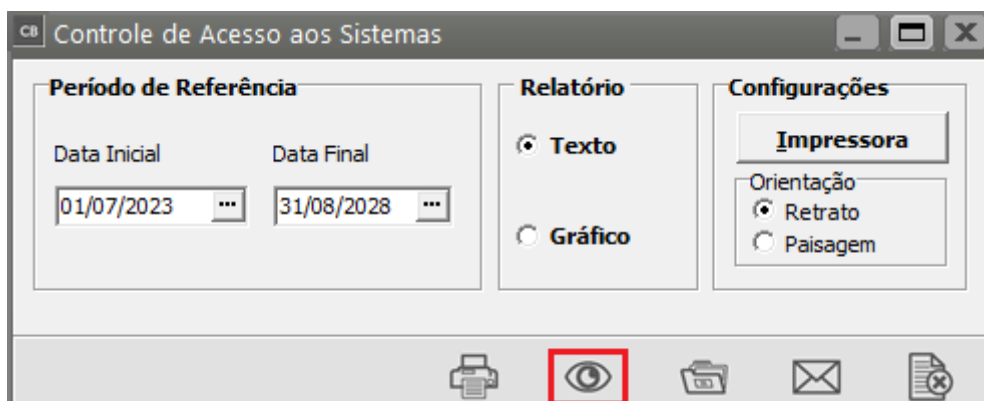 CB Controle de Acesso aos Sistemas
Período de Referência
Data Inicial Data Final
01/07/2023 ... 31/08/2028 ...
Relatório
Texto
Gráfico
Configurações
Impressora
Orientação
Retrato
Paisagem